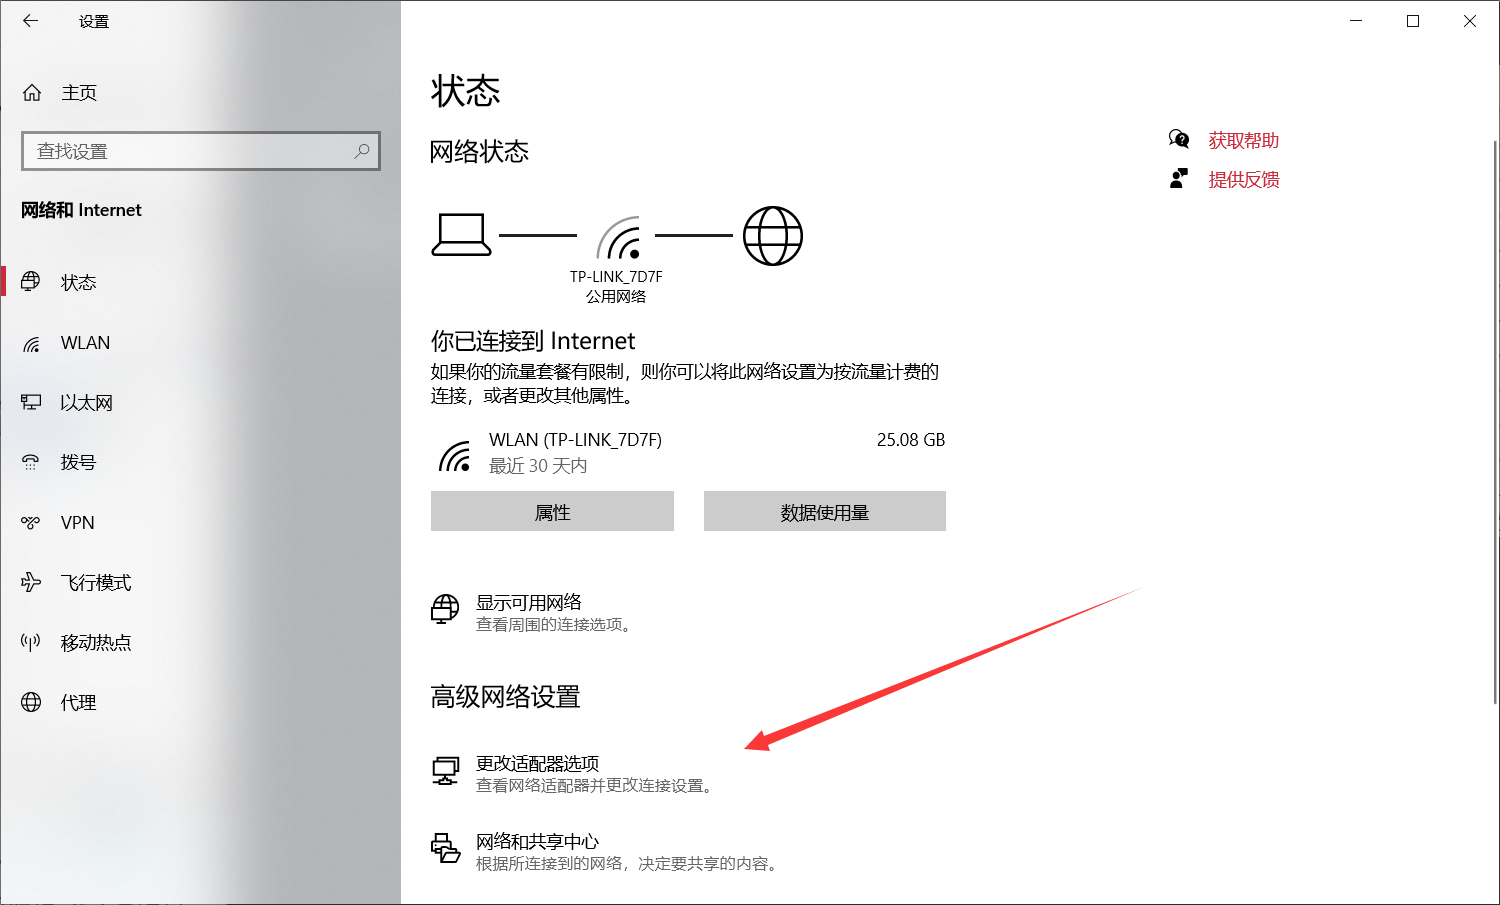 设置
主页
查找设置
网络和 Internet
状态
WLAN
以太网
拨号
VPN
飞行模式
移动热点
代理
状态
网络状态
TP-LINK_7D7F
公用网络
你已连接到 Internet
如果你的流量套餐有限制，则你可以将此网络设置为按流量计费的
连接，或者更改其他属性。
WLAN (TP-LINK_7D7F)
25.08 GB
最近 30 天内
属性
数据使用量
显示可用网络
查看周围的连接选项。
高级网络设置
更改适配器选项
查看网络适配器并更改连接设置。
网络和共享中心
根据所连接到的网络，决定要共享的内容。
获取帮助
提供反馈